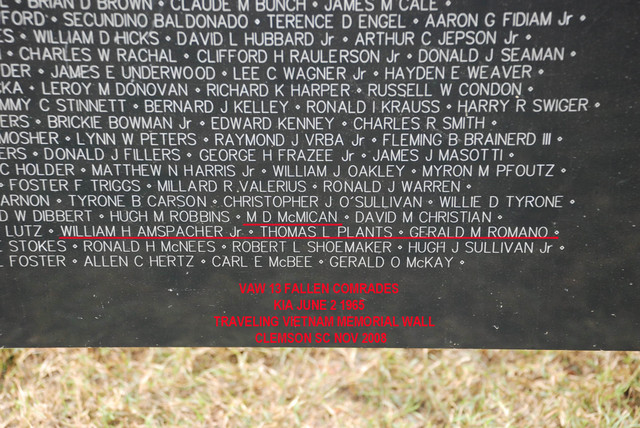 BRIAN D BROWN • CLAUDE M BUNCH • JAMES M CALE •
SECUNDINO BALDONADO • TERENCE D ENGEL • AARON G FIDIAM Jr •
WILLIAM D HICKS • DAVID L HUBBARD Jr • ARTHUR C JEPSON Jr •
• CHARLES W RACHAL • CLIFFORD H RAULERSON Jr • DONALD J SEAMAN •
DER • JAMES E UNDERWOOD • LEE C WAGNER Jr • HAYDEN E WEAVER •
KA • LEROY M DONOVAN • RICHARD K HARPER • RUSSELL W CONDON •
MMY C STINNETT • BERNARD J KELLEY • RONALD I KRAUSS • HARRY R SWIGER •
ERS • BRICKIE BOWMAN Jr • EDWARD KENNEY • CHARLES R SMITH •
MOSHER • LYNN W PETERS • RAYMOND J VRBA Jr • FLEMING B BRAINERD III •
ERS • DONALD J FILLERS • GEORGE H FRAZEE Jr • JAMES J MASOTTI •
C HOLDER • MATTHEW N HARRIS Jr • WILLIAM J OAKLEY • MYRON M PFOUTZ •
• FOSTER F TRIGGS • MILLARD R VALERIUS • RONALD J WARREN •
ARNON • TYRONE B CARSON • CHRISTOPHER J O'SULLIVAN • WILLIE D TYRONE •
D W DIBBERT • HUGH M ROBBINS • M D McMICAN • DAVID M CHRISTIAN •
LUTZ • WILLIAM H AMSPACHER Jr • THOMAS L PLANTS • GERALD M ROMANO •
E STOKES • RONALD H McNEES • ROBERT L SHOEMAKER • HUGH J SULLIVAN Jr •
L FOSTER • ALLEN C HERTZ • CARL E McBEE • GERALD O McKAY •
VAW 13 FALLEN COMRADES
KIA JUNE 2 1965
TRAVELING VIETNAM MEMORIAL WALL
CLEMSON SC NOV 2008